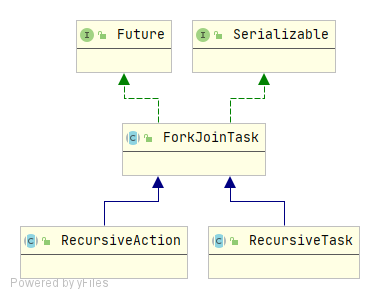 I Future
I Serializable
C ForkJoinTask
C RecursiveAction
C RecursiveTask
Powered by yFiles